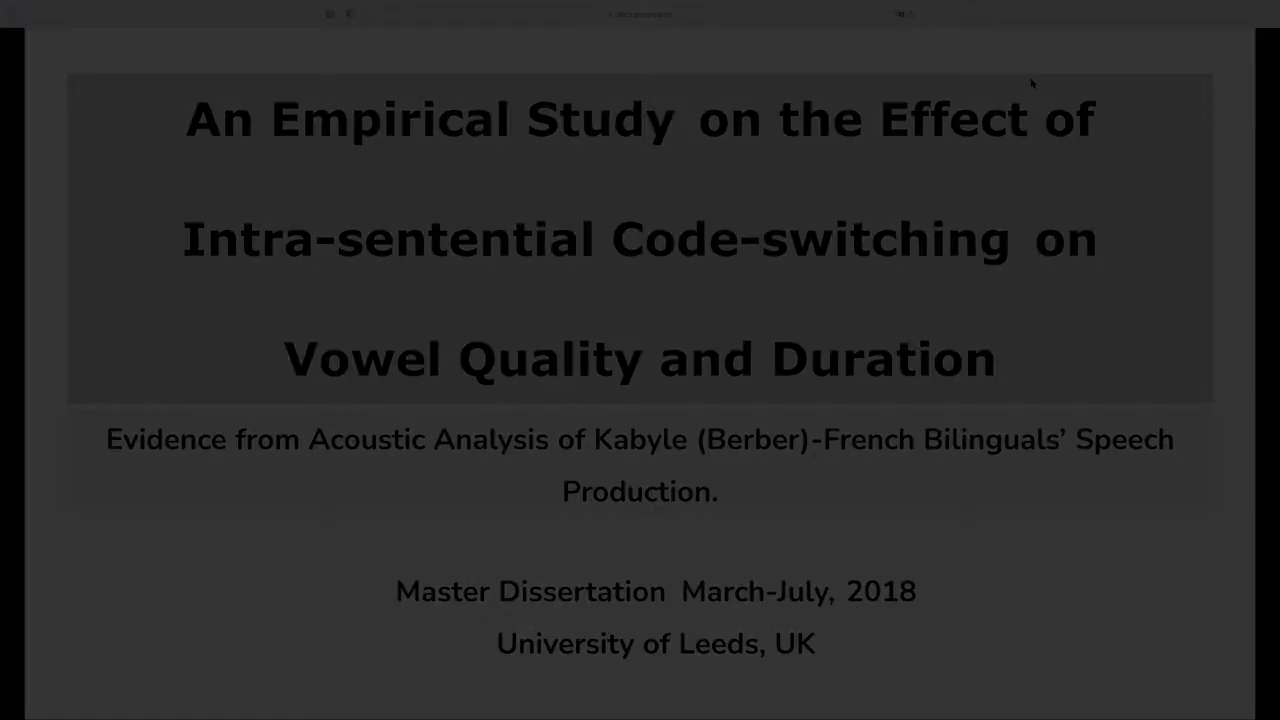 An Empirical Study on the Effect of
Intra-sentential Code-switching on
Vowel Quality and Duration
Evidence from Acoustic Analysis of Kabyle (Berber)-French Bilinguals’ Speech
Production.
Master Dissertation March-July, 2018
University of Leeds, UK